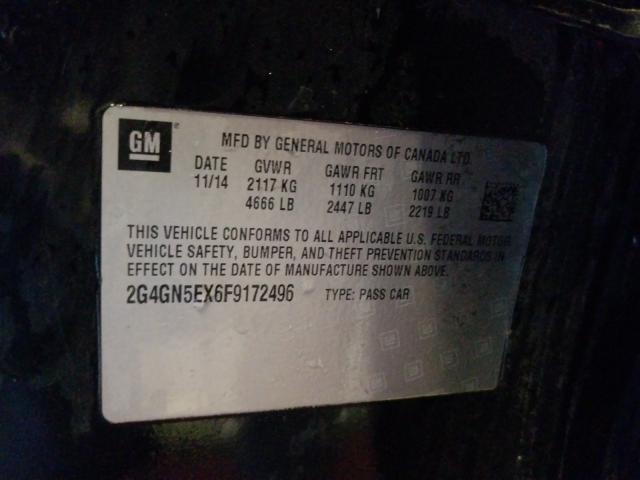 GM ®
MFD BY GENERAL MOTORS OF CANADA LTD.
DATE GVWR GAWR FRT GAWR RR
11/14 2117 KG 1110 KG 1007 KG
4666 LB 2447 LB 2219 LB
THIS VEHICLE CONFORMS TO ALL APPLICABLE U.S. FEDERAL MOTOR
VEHICLE SAFETY, BUMPER, AND THEFT PREVENTION STANDARDS IN
EFFECT ON THE DATE OF MANUFACTURE SHOWN ABOVE.
2G4GN5EX6F9172496 TYPE: PASS CAR